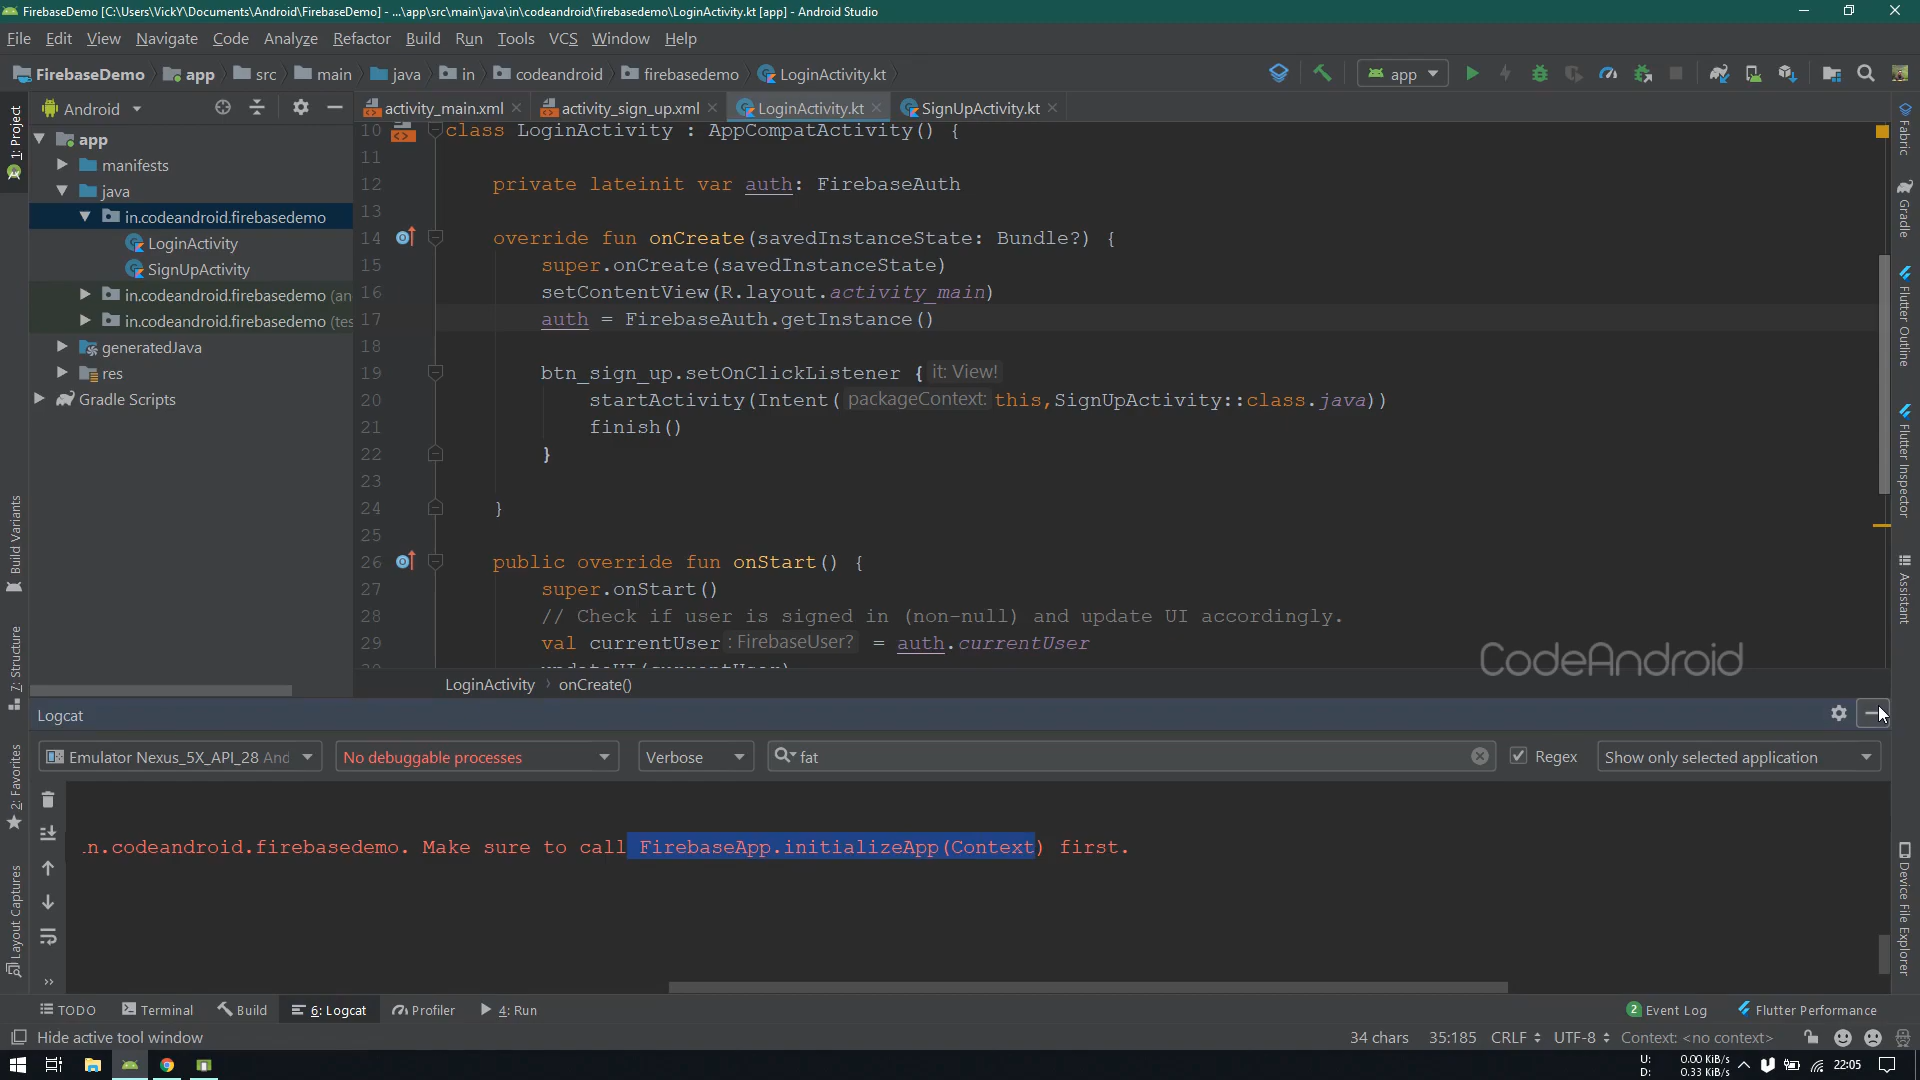 FirebaseDemo [C:\Users\VickY\Documents\Android\FirebaseDemo] - ...\app\src\main\java\in\codeandroid\firebasedemo\LoginActivity.kt [app] - Android Studio
File Edit View Navigate Code Analyze Refactor Build Run Tools VCS Window Help
FirebaseDemo app src main java in codeandroid firebasedemo LoginActivity.kt app
Android activity_main.xml activity_sign_up.xml LoginActivity.kt SignUpActivity.kt
1: Project
app
manifests
java
in.codeandroid.firebasedemo
LoginActivity
SignUpActivity
in.codeandroid.firebasedemo (an
in.codeandroid.firebasedemo (tes
generatedJava
res
Gradle Scripts
Build Variants
7: Structure
2: Favorites
Layout Captures
10 class LoginActivity : AppCompatActivity() {
11
12 private lateinit var auth: FirebaseAuth
13
14 override fun onCreate(savedInstanceState: Bundle?) {
15 super.onCreate(savedInstanceState)
16 setContentView(R.layout.activity_main)
17 auth = FirebaseAuth.getInstance()
18
19 btn_sign_up.setOnClickListener { it: View!
20 startActivity(Intent( packageContext: this,SignUpActivity::class.java))
21 finish()
22 }
23
24 }
25
26 public override fun onStart() {
27 super.onStart()
28 // Check if user is signed in (non-null) and update UI accordingly.
29 val currentUser : FirebaseUser? = auth.currentUser
updateUI(currentUser)
CodeAndroid
LoginActivity › onCreate()
Fabric
Gradle
Flutter Outline
Flutter Inspector
Assistant
Device File Explorer
Logcat
Emulator Nexus_5X_API_28 And No debuggable processes Verbose fat Regex Show only selected application
n.codeandroid.firebasedemo. Make sure to call FirebaseApp.initializeApp(Context) first.
TODO Terminal Build 6: Logcat Profiler 4: Run 2 Event Log Flutter Performance
Hide active tool window 34 chars 35:185 CRLF UTF-8 Context: <no context>
U: 0.00 KiB/s
D: 0.33 KiB/s
22:05